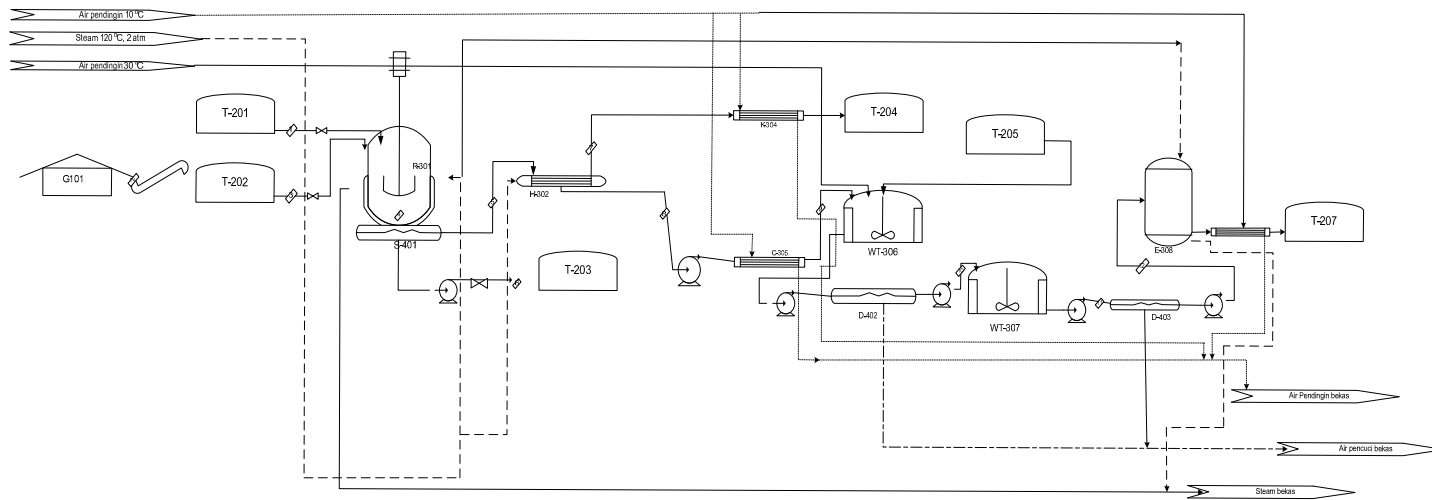 Air pendingin 10 °C
Steam 120 °C, 2 atm
Air pendingin 30 °C
T-201
T-202
G101
R-301
S-401
H-302
T-203
K-304
T-204
T-205
C-305
WT-306
D-402
WT-307
D-403
E-308
T-207
Air Pendingin bekas
Air pencuci bekas
Steam bekas